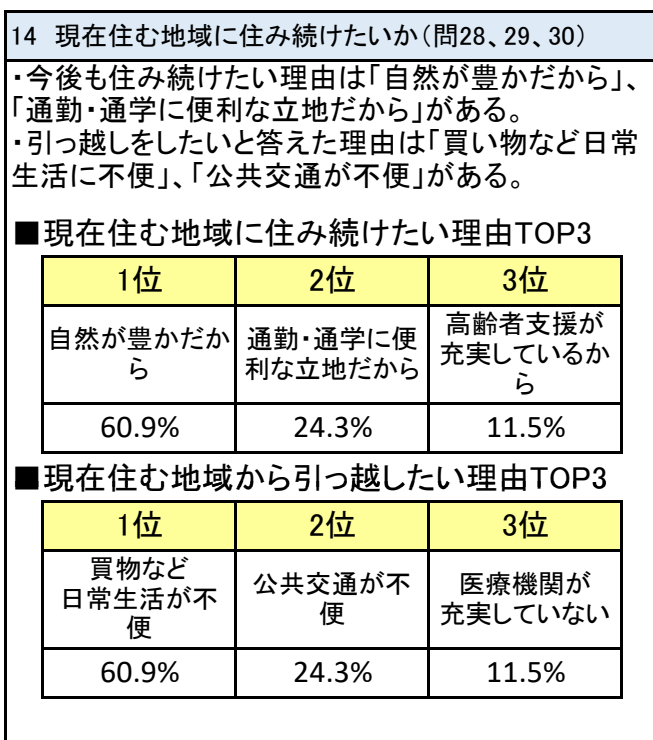 14 現在住む地域に住み続けたいか(問28、29、30)
・今後も住み続けたい理由は「自然が豊かだから」、
「通勤・通学に便利な立地だから」がある。
・引っ越しをしたいと答えた理由は「買い物など日常
生活に不便」、「公共交通が不便」がある。
■現在住む地域に住み続けたい理由TOP3
1位 2位 3位
自然が豊かだか
ら
通勤・通学に便
利な立地だから
高齢者支援が
充実しているか
ら
60.9% 24.3% 11.5%
■現在住む地域から引っ越したい理由TOP3
1位 2位 3位
買物など
日常生活が不
便
公共交通が不
便
医療機関が
充実していない
60.9% 24.3% 11.5%